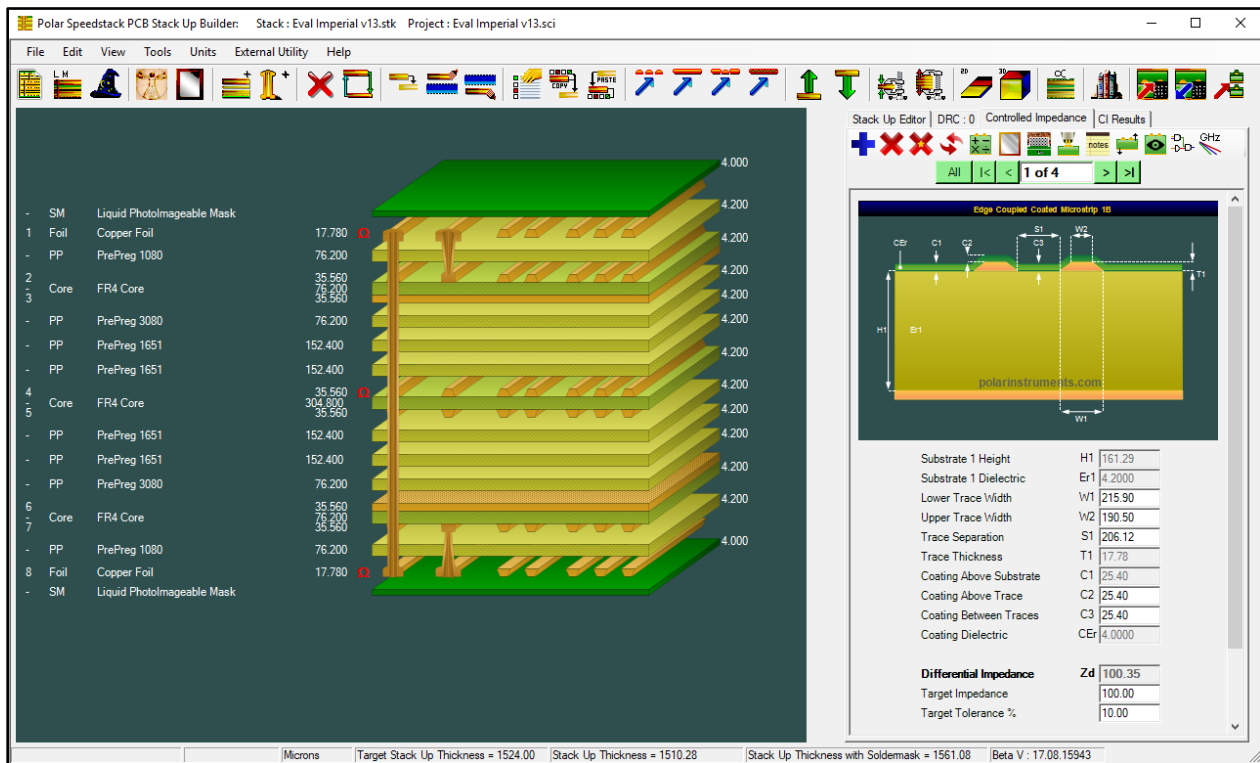 Polar Speedstack PCB Stack Up Builder: Stack : Eval Imperial v13.stk Project : Eval Imperial v13.sci
File Edit View Tools Units External Utility Help
L M
COPY PASTE 2D 3D OC
Stack Up Editor DRC : 0 Controlled Impedance CI Results
notes GHz
All |< < 1 of 4 > >|
4.000
- SM Liquid PhotoImageable Mask 4.200
1 Foil Copper Foil 17.780 Ω 4.200
- PP PrePreg 1080 76.200 4.200
2 35.560
- Core FR4 Core 76.200 4.200
3 35.560
- PP PrePreg 3080 76.200 4.200
- PP PrePreg 1651 152.400 4.200
- PP PrePreg 1651 152.400 4.200
4 35.560 Ω 4.200
- Core FR4 Core 304.800
5 35.560 4.200
- PP PrePreg 1651 152.400 4.200
- PP PrePreg 1651 152.400 4.200
- PP PrePreg 3080 76.200 4.200
6 35.560
- Core FR4 Core 76.200
7 35.560
- PP PrePreg 1080 76.200 4.000
8 Foil Copper Foil 17.780 Ω
- SM Liquid PhotoImageable Mask
Edge Coupled Coated Microstrip 1B
S1 W2
CEr C1 C2 C3
T1
H1 Er1
polarinstruments.com
W1
Substrate 1 Height H1 161.29
Substrate 1 Dielectric Er1 4.2000
Lower Trace Width W1 215.90
Upper Trace Width W2 190.50
Trace Separation S1 206.12
Trace Thickness T1 17.78
Coating Above Substrate C1 25.40
Coating Above Trace C2 25.40
Coating Between Traces C3 25.40
Coating Dielectric CEr 4.0000
Differential Impedance Zd 100.35
Target Impedance 100.00
Target Tolerance % 10.00
Microns Target Stack Up Thickness = 1524.00 Stack Up Thickness = 1510.28 Stack Up Thickness with Soldermask = 1561.08 Beta V : 17.08.15943